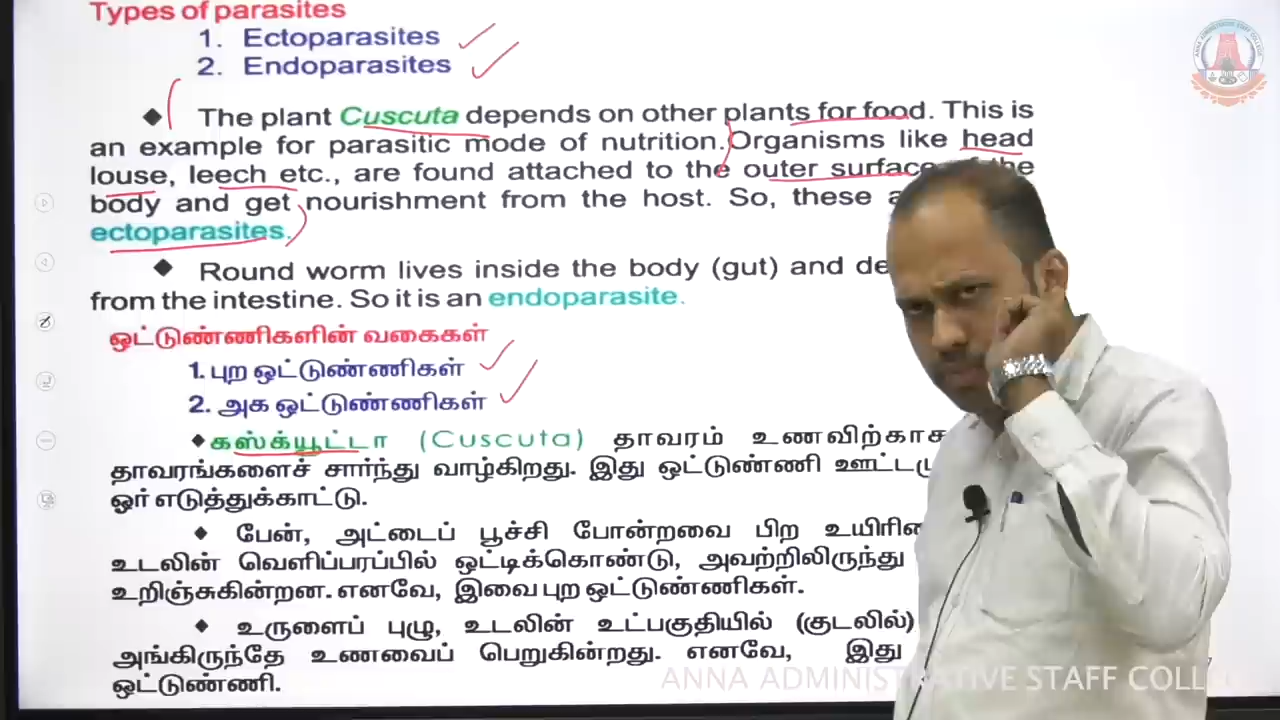 Types of parasites
1. Ectoparasites
2. Endoparasites
The plant Cuscuta depends on other plants for food. This is
an example for parasitic mode of nutrition. Organisms like head
louse, leech etc., are found attached to the outer surface of the
body and get nourishment from the host. So, these
ectoparasites.
Round worm lives inside the body (gut) and
from the intestine. So it is an endoparasite.
ஒட்டுண்ணிகளின் வகைகள்
1. புற ஒட்டுண்ணிகள்
2. அக ஒட்டுண்ணிகள்
கஸ்க்யூட்டா (Cuscuta) தாவரம்
தாவரங்களைச் சார்ந்து வாழ்கிறது. இது ஒட்டுண்ணி
ஓர் எடுத்துக்காட்டு.
பேன், அட்டைப் பூச்சி போன்றவை பிற
உடலின் வெளிப்பரப்பில் ஒட்டிக்கொண்டு, அவற்றிலிருந்து
உறிஞ்சுகின்றன. எனவே, இவை புற ஒட்டுண்ணிகள்.
உருளைப் புழு, உடலின் உட்பகுதியில் (குடலில்)
அங்கிருந்தே உணவைப் பெறுகின்றது. எனவே, இது
ஒட்டுண்ணி.
ANNA ADMINISTRATIVE STAFF